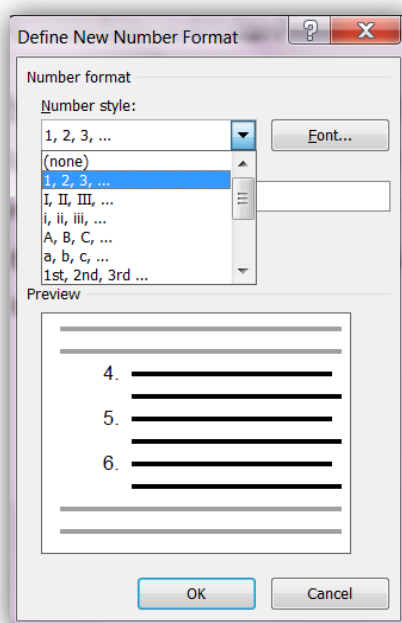 Define New Number Format
Number format
Number style:
1, 2, 3, ...
Font...
(none)
1, 2, 3, ...
I, II, III, ...
i, ii, iii, ...
A, B, C, ...
a, b, c, ...
1st, 2nd, 3rd ...
Preview
4.
5.
6.
OK Cancel